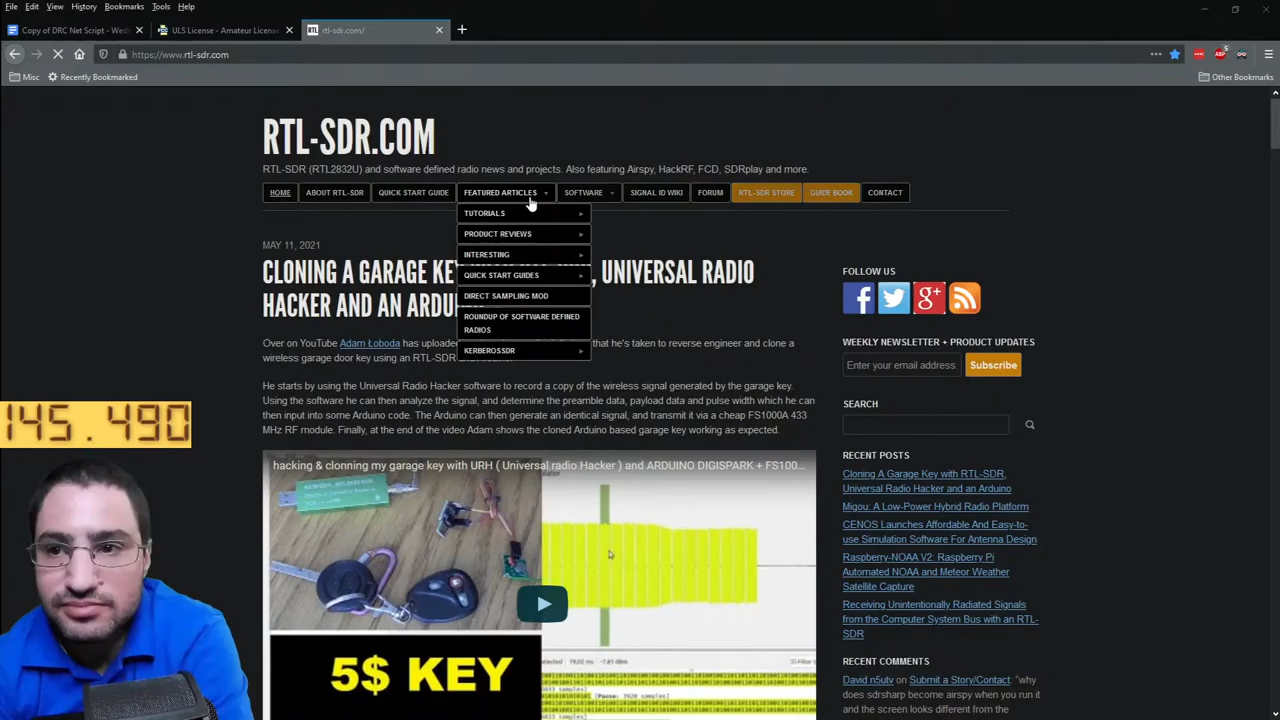 File Edit View History Bookmarks Tools Help
Copy of DRC Net Script - Wed
ULS License - Amateur License
RTL rtl-sdr.com/
https://www.rtl-sdr.com
Misc Recently Bookmarked Other Bookmarks
RTL-SDR.COM
RTL-SDR (RTL2832U) and software defined radio news and projects. Also featuring Airspy, HackRF, FCD, SDRplay and more.
HOME ABOUT RTL-SDR QUICK START GUIDE FEATURED ARTICLES SOFTWARE SIGNAL ID WIKI FORUM RTL-SDR STORE GUIDE BOOK CONTACT
TUTORIALS
PRODUCT REVIEWS
INTERESTING
QUICK START GUIDES
DIRECT SAMPLING MOD
ROUNDUP OF SOFTWARE DEFINED
RADIOS
KERBEROSSDR
MAY 11, 2021
CLONING A GARAGE KE , UNIVERSAL RADIO
HACKER AND AN ARDU
Over on YouTube Adam Łoboda has uploaded that he's taken to reverse engineer and clone a
wireless garage door key using an RTL-SDR
He starts by using the Universal Radio Hacker software to record a copy of the wireless signal generated by the garage key.
Using the software he can then analyze the signal, and determine the preamble data, payload data and pulse width which he
can then input into some Arduino code. The Arduino can then generate an identical signal, and transmit it via a cheap FS1000A 433
MHz RF module. Finally, at the end of the video Adam shows the cloned Arduino based garage key working as expected.
hacking & clonning my garage key with URH ( Universal radio Hacker ) and ARDUINO DIGISPARK + FS100...
5$ KEY
145.490
FOLLOW US
WEEKLY NEWSLETTER + PRODUCT UPDATES
Enter your email address Subscribe
SEARCH
RECENT POSTS
Cloning A Garage Key with RTL-SDR,
Universal Radio Hacker and an Arduino
Migou: A Low-Power Hybrid Radio Platform
CENOS Launches Affordable And Easy-to-
use Simulation Software For Antenna Design
Raspberry-NOAA V2: Raspberry Pi
Automated NOAA and Meteor Weather
Satellite Capture
Receiving Unintentionally Radiated Signals
from the Computer System Bus with an RTL-
SDR
RECENT COMMENTS
David n5utv on Submit a Story/Contact: "why
does sdrsharp become airspy when you run it
and the screen looks different from the